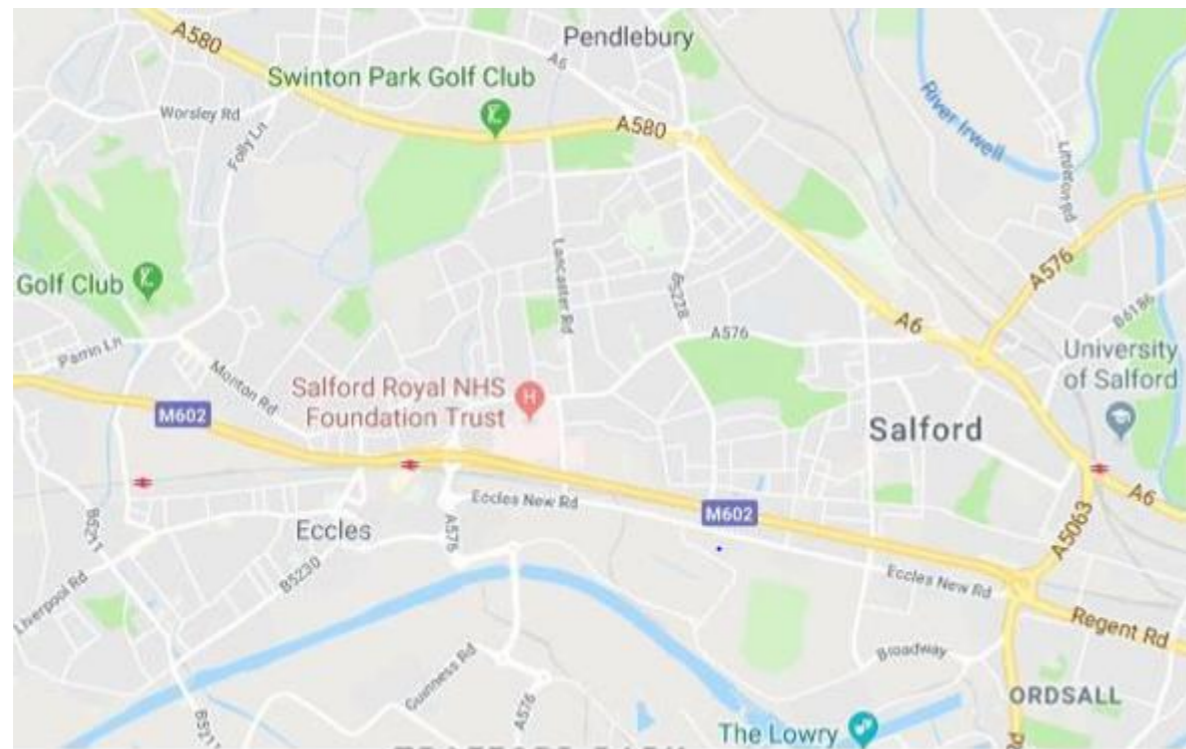 A580
Pendlebury
A6
Swinton Park Golf Club
River Irwell
Worsley Rd
A580
Folly Ln
Littleton Rd
Lancaster Rd
A576
Golf Club
B5228
B6186
A6
A576
Parrin Ln
University
of Salford
Monton Rd
Salford Royal NHS
Foundation Trust
H
M602
Salford
A6
Eccles New Rd
M602
B5211
Eccles
A576
A5063
B5230
Eccles New Rd
Liverpool Rd
Regent Rd
Broadway
Guinness Rd
ORDSALL
A576
B5211
The Lowry